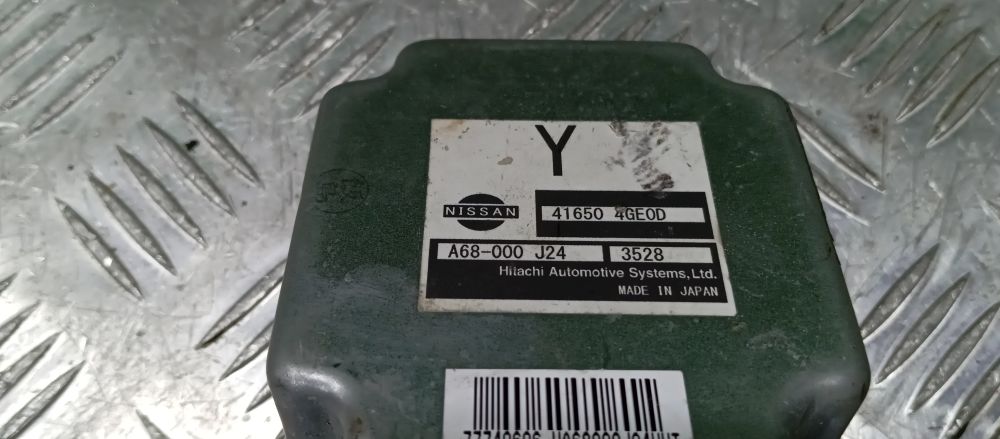 Y
NISSAN
41650 4GE0D
A68-000 J24 3528
Hitachi Automotive Systems, Ltd.
MADE IN JAPAN